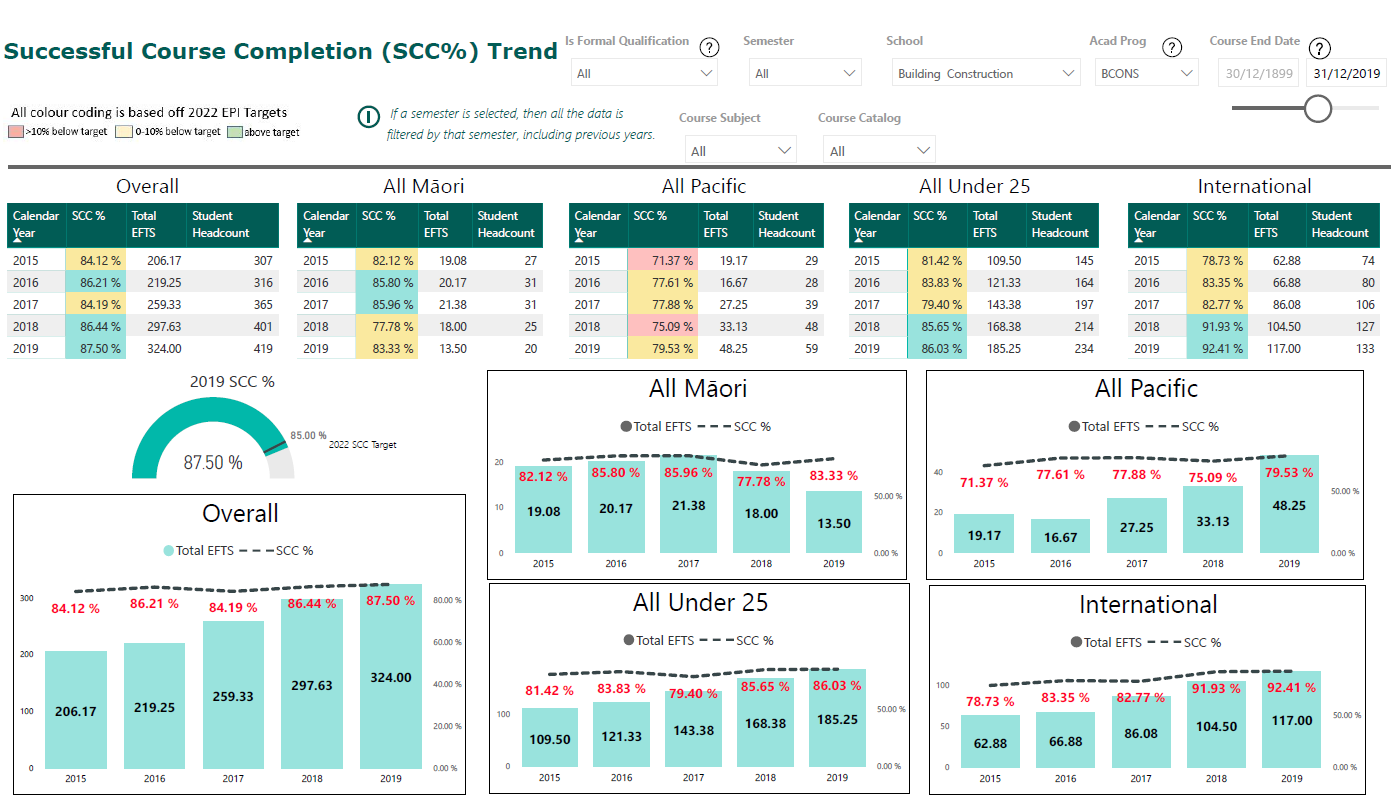 Successful Course Completion (SCC%) Trend
Is Formal Qualification ?
All
Semester
All
School
Building Construction
Acad Prog ?
BCONS
Course End Date ?
30/12/1899 31/12/2019
All colour coding is based off 2022 EPI Targets
>10% below target 0-10% below target above target
If a semester is selected, then all the data is
filtered by that semester, including previous years.
Course Subject
All
Course Catalog
All
Overall
Calendar Year SCC % Total EFTS Student Headcount
2015 84.12 % 206.17 307
2016 86.21 % 219.25 316
2017 84.19 % 259.33 365
2018 86.44 % 297.63 401
2019 87.50 % 324.00 419
All Māori
Calendar Year SCC % Total EFTS Student Headcount
2015 82.12 % 19.08 27
2016 85.80 % 20.17 31
2017 85.96 % 21.38 31
2018 77.78 % 18.00 25
2019 83.33 % 13.50 20
All Pacific
Calendar Year SCC % Total EFTS Student Headcount
2015 71.37 % 19.17 29
2016 77.61 % 16.67 28
2017 77.88 % 27.25 39
2018 75.09 % 33.13 48
2019 79.53 % 48.25 59
All Under 25
Calendar Year SCC % Total EFTS Student Headcount
2015 81.42 % 109.50 145
2016 83.83 % 121.33 164
2017 79.40 % 143.38 197
2018 85.65 % 168.38 214
2019 86.03 % 185.25 234
International
Calendar Year SCC % Total EFTS Student Headcount
2015 78.73 % 62.88 74
2016 83.35 % 66.88 80
2017 82.77 % 86.08 106
2018 91.93 % 104.50 127
2019 92.41 % 117.00 133
2019 SCC %
85.00 %
2022 SCC Target
87.50 %
Overall
Total EFTS SCC %
300
200
100
0
84.12 % 86.21 % 84.19 % 86.44 % 87.50 %
206.17 219.25 259.33 297.63 324.00
80.00 %
60.00 %
40.00 %
20.00 %
0.00 %
2015 2016 2017 2018 2019
All Māori
Total EFTS SCC %
20
10
0
82.12 % 85.80 % 85.96 % 77.78 % 83.33 %
19.08 20.17 21.38 18.00 13.50
50.00 %
0.00 %
2015 2016 2017 2018 2019
All Pacific
Total EFTS SCC %
40
20
0
71.37 % 77.61 % 77.88 % 75.09 % 79.53 %
19.17 16.67 27.25 33.13 48.25
50.00 %
0.00 %
2015 2016 2017 2018 2019
All Under 25
Total EFTS SCC %
100
0
81.42 % 83.83 % 79.40 % 85.65 % 86.03 %
109.50 121.33 143.38 168.38 185.25
50.00 %
0.00 %
2015 2016 2017 2018 2019
International
Total EFTS SCC %
100
50
0
78.73 % 83.35 % 82.77 % 91.93 % 92.41 %
62.88 66.88 86.08 104.50 117.00
50.00 %
0.00 %
2015 2016 2017 2018 2019